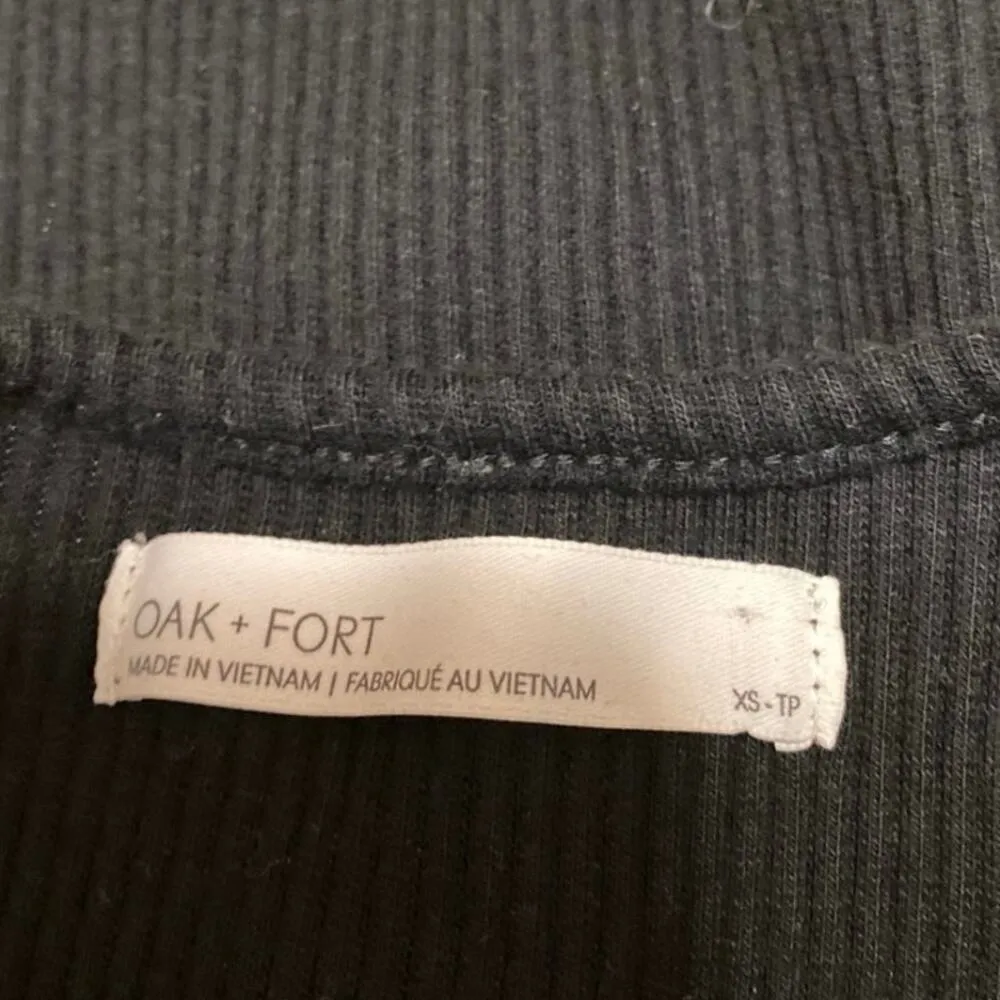 OAK + FORT
MADE IN VIETNAM | FABRIQUÉ AU VIETNAM
XS - TP